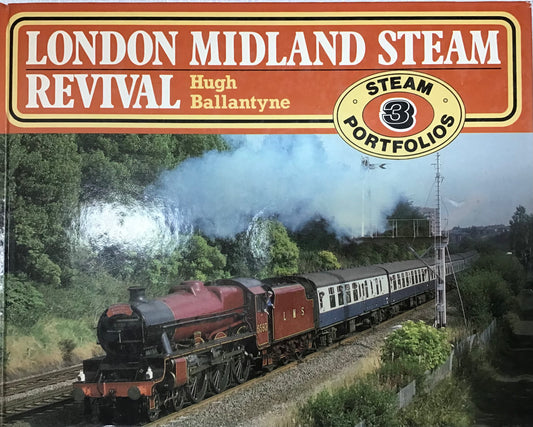 LONDON MIDLAND STEAM
REVIVAL
Hugh
Ballantyne
STEAM
3
PORTFOLIOS
LMS